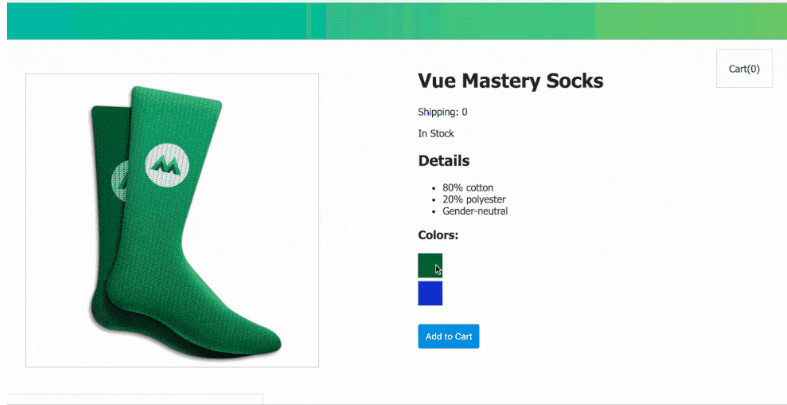 Cart(0)
Vue Mastery Socks
Shipping: 0
In Stock
Details
80% cotton
20% polyester
Gender-neutral
Colors:
Add to Cart